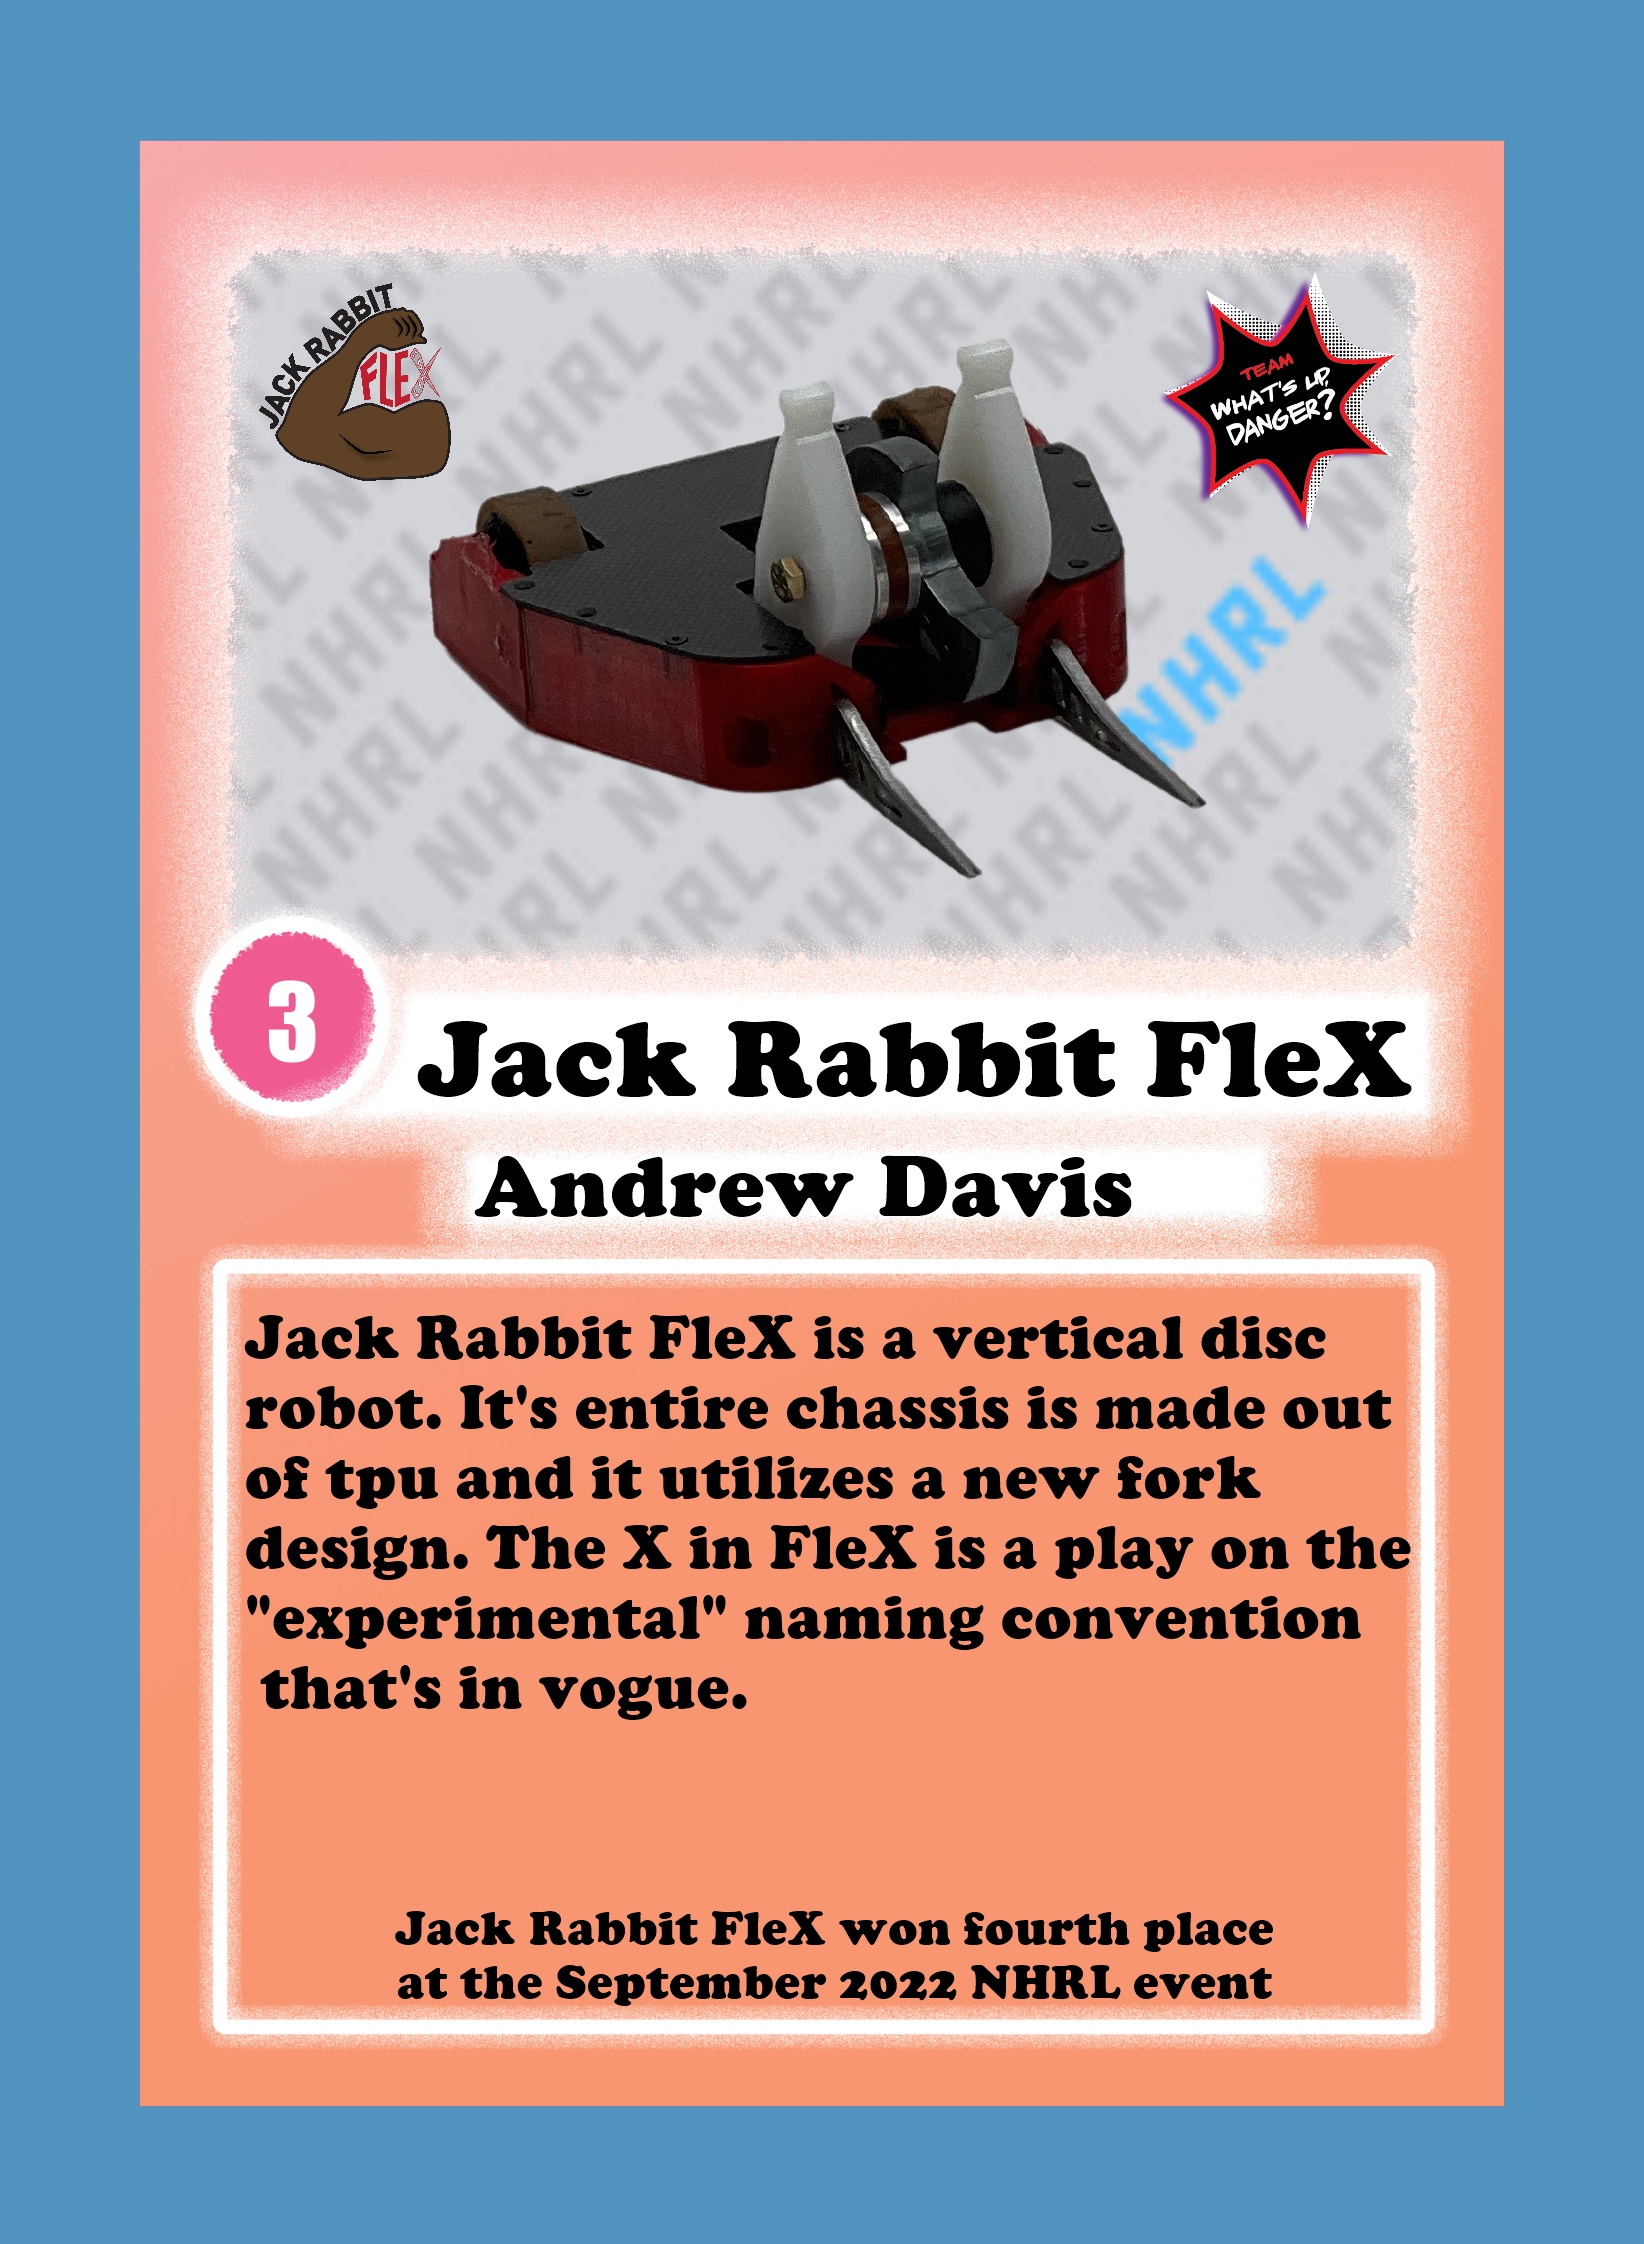 JACK RABBIT
FLEX
TEAM
WHAT'S UP,
DANGER?
NHRL
3
Jack Rabbit FleX
Andrew Davis
Jack Rabbit FleX is a vertical disc
robot. It's entire chassis is made out
of tpu and it utilizes a new fork
design. The X in FleX is a play on the
"experimental" naming convention
that's in vogue.
Jack Rabbit FleX won fourth place
at the September 2022 NHRL event